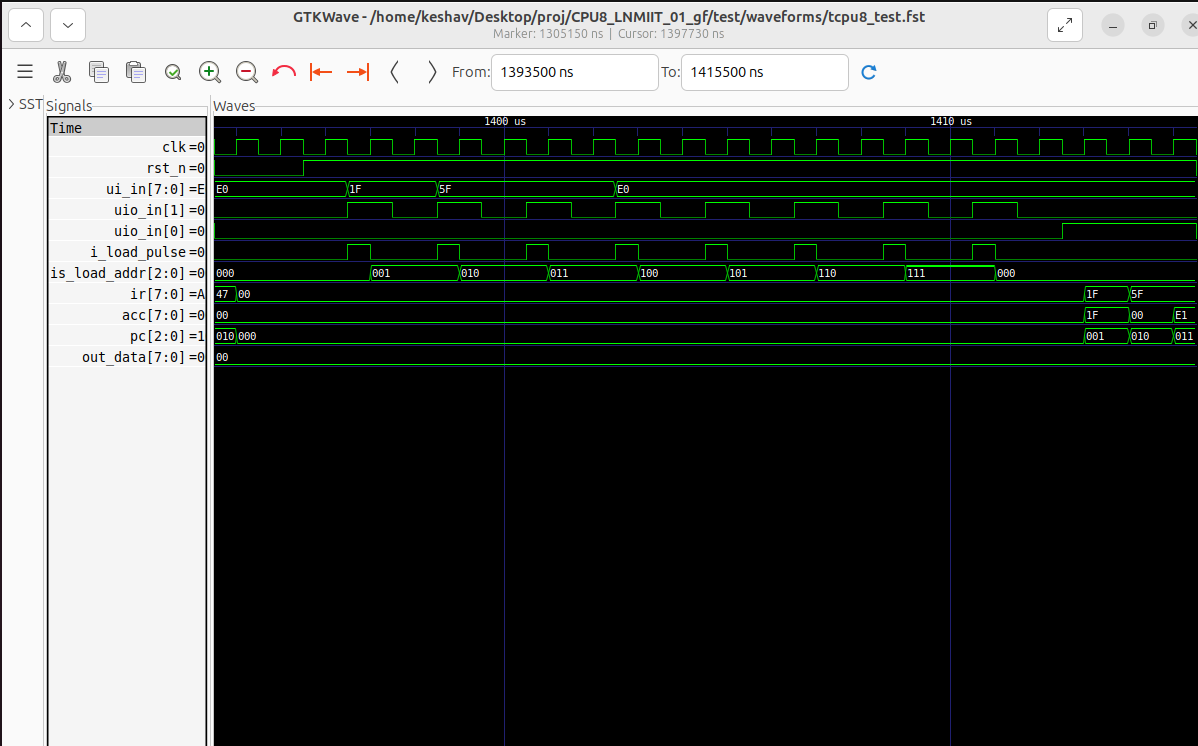 GTKWave - /home/keshav/Desktop/proj/CPU8_LNMIIT_01_gf/test/waveforms/tcpu8_test.fst
Marker: 1305150 ns | Cursor: 1397730 ns
From: 1393500 ns To: 1415500 ns
SST Signals Waves
Time 1400 us 1410 us
clk =0
rst_n =0
ui_in[7:0] =E E0 1F 5F E0
uio_in[1] =0
uio_in[0] =0
i_load_pulse =0
is_load_addr[2:0] =0 000 001 010 011 100 101 110 111 000
ir[7:0] =A 47 00 1F 5F
acc[7:0] =0 00 1F 00 E1
pc[2:0] =1 010 000 001 010 011
out_data[7:0] =0 00